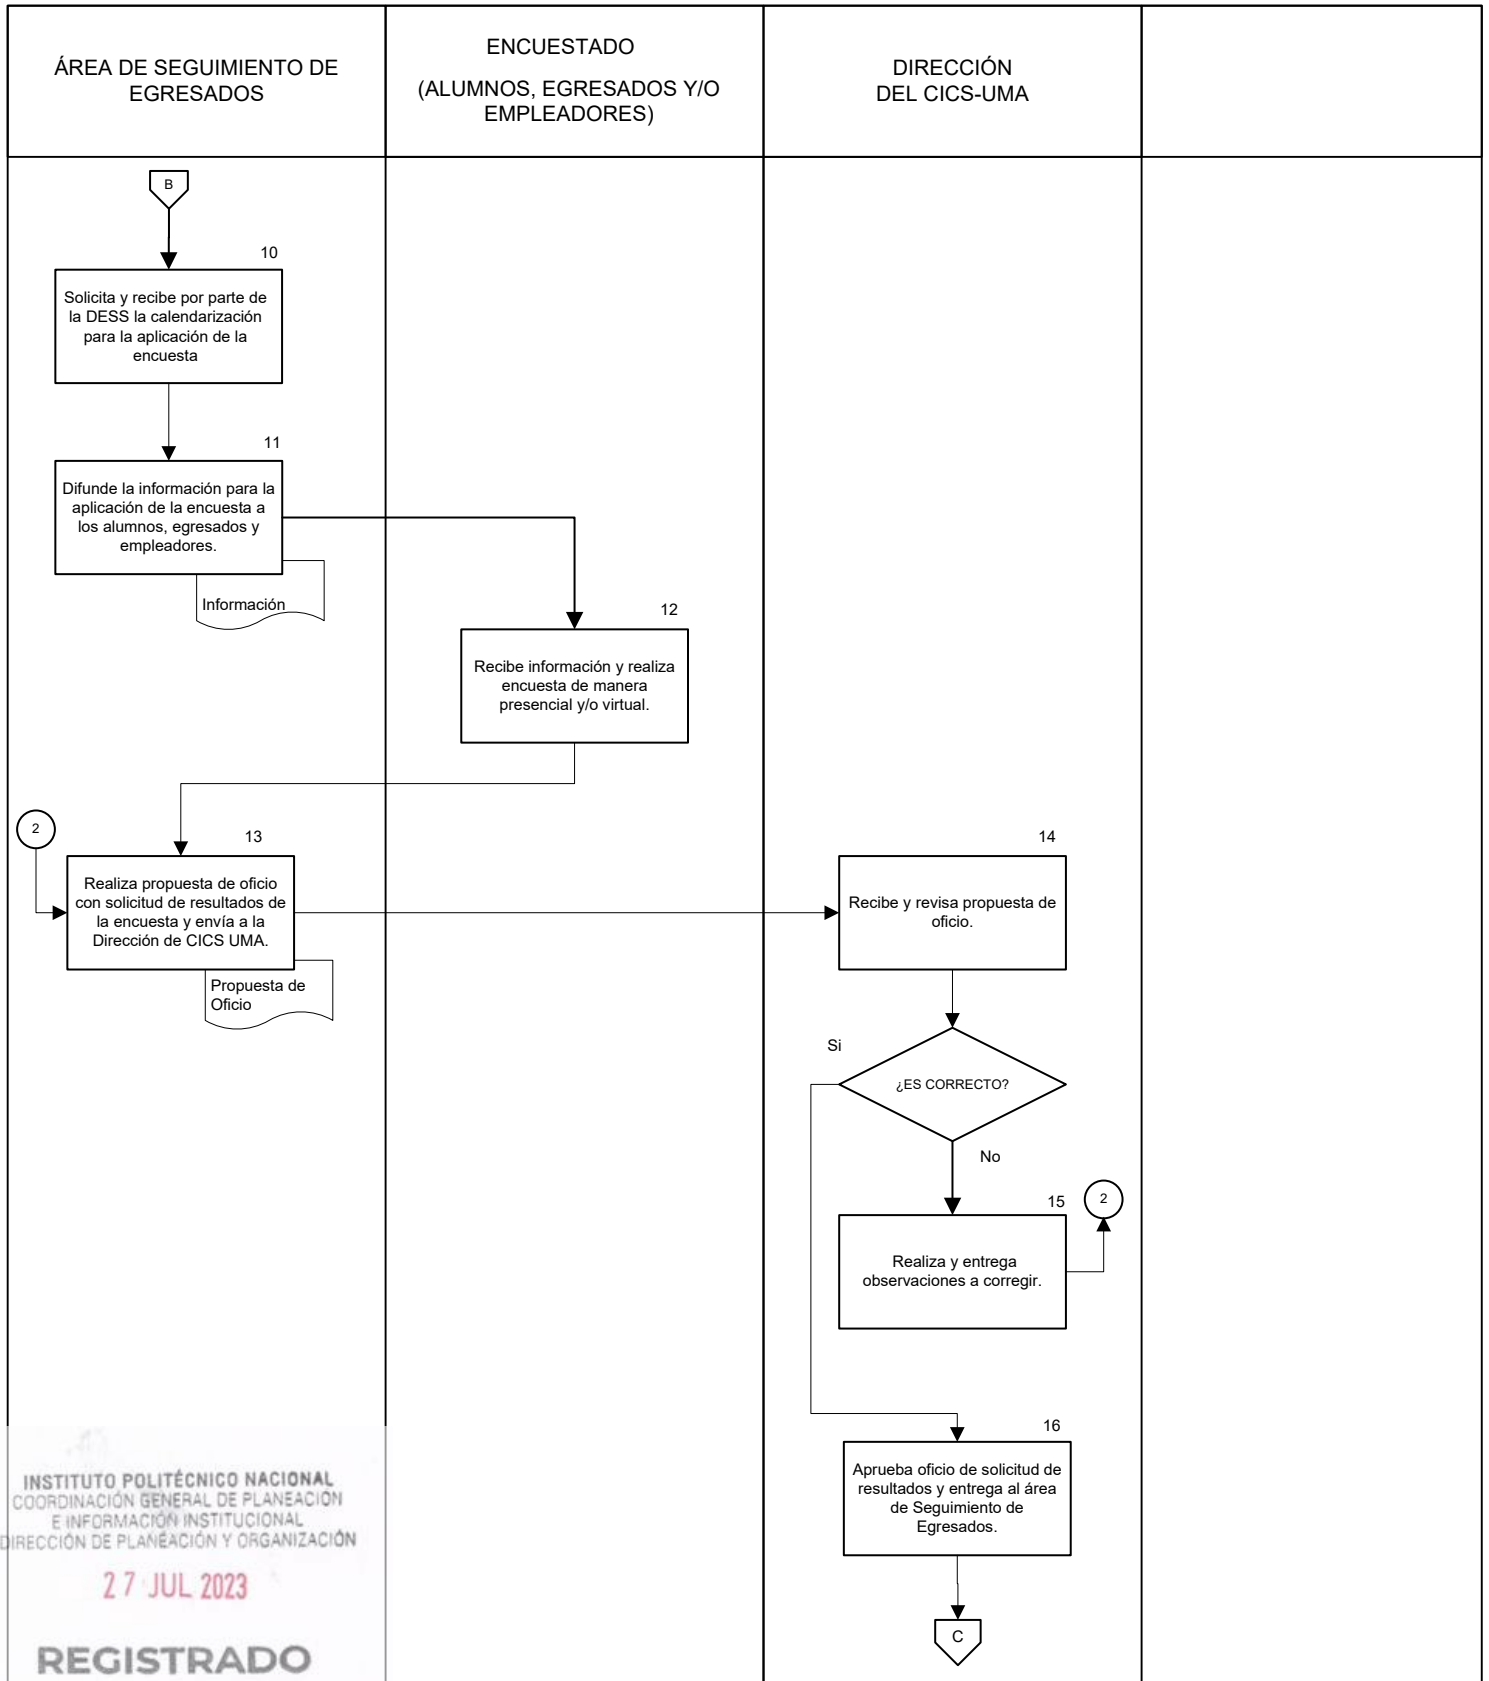 ÁREA DE SEGUIMIENTO DE
EGRESADOS
ENCUESTADO
(ALUMNOS, EGRESADOS Y/O
EMPLEADORES)
DIRECCIÓN
DEL CICS-UMA
B
10
Solicita y recibe por parte de
la DESS la calendarización
para la aplicación de la
encuesta
11
Difunde la información para la
aplicación de la encuesta a
los alumnos, egresados y
empleadores.
Información
12
Recibe información y realiza
encuesta de manera
presencial y/o virtual.
2
13
Realiza propuesta de oficio
con solicitud de resultados de
la encuesta y envía a la
Dirección de CICS UMA.
Propuesta de
Oficio
14
Recibe y revisa propuesta de
oficio.
Si
¿ES CORRECTO?
No
15
2
Realiza y entrega
observaciones a corregir.
16
Aprueba oficio de solicitud de
resultados y entrega al área
de Seguimiento de
Egresados.
C
INSTITUTO POLITÉCNICO NACIONAL
COORDINACIÓN GENERAL DE PLANEACIÓN
E INFORMACIÓN INSTITUCIONAL
DIRECCIÓN DE PLANEACIÓN Y ORGANIZACIÓN
27 JUL 2023
REGISTRADO